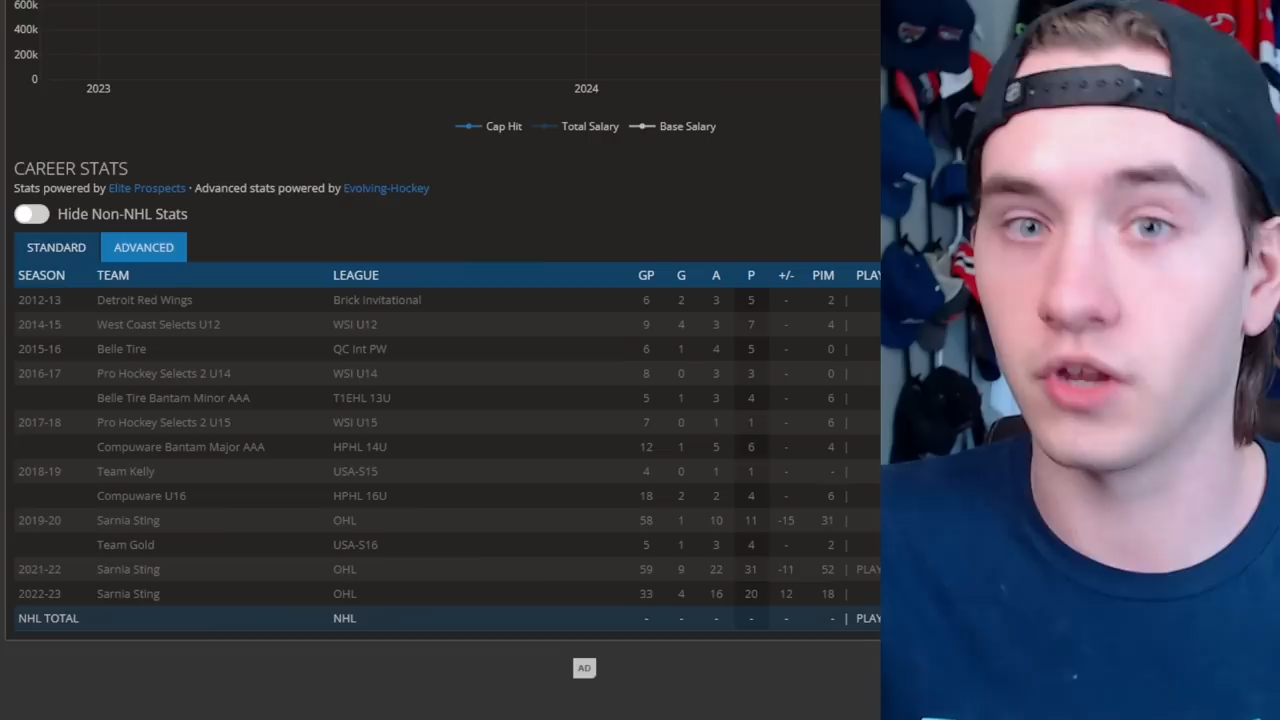 600k
400k
200k
0
2023 2024
Cap Hit Total Salary Base Salary
CAREER STATS
Stats powered by Elite Prospects · Advanced stats powered by Evolving-Hockey
Hide Non-NHL Stats
STANDARD ADVANCED
SEASON TEAM LEAGUE GP G A P +/- PIM PLAY
2012-13 Detroit Red Wings Brick Invitational 6 2 3 5 - 2 |
2014-15 West Coast Selects U12 WSI U12 9 4 3 7 - 4 |
2015-16 Belle Tire QC Int PW 6 1 4 5 - 0 |
2016-17 Pro Hockey Selects 2 U14 WSI U14 8 0 3 3 - 0 |
Belle Tire Bantam Minor AAA T1EHL 13U 5 1 3 4 - 6 |
2017-18 Pro Hockey Selects 2 U15 WSI U15 7 0 1 1 - 6 |
Compuware Bantam Major AAA HPHL 14U 12 1 5 6 - 4 |
2018-19 Team Kelly USA-S15 4 0 1 1 - - |
Compuware U16 HPHL 16U 18 2 2 4 - 6 |
2019-20 Sarnia Sting OHL 58 1 10 11 -15 31 |
Team Gold USA-S16 5 1 3 4 - 2 |
2021-22 Sarnia Sting OHL 59 9 22 31 -11 52 | PLAY
2022-23 Sarnia Sting OHL 33 4 16 20 12 18 |
NHL TOTAL NHL - - - - - - | PLAY
AD